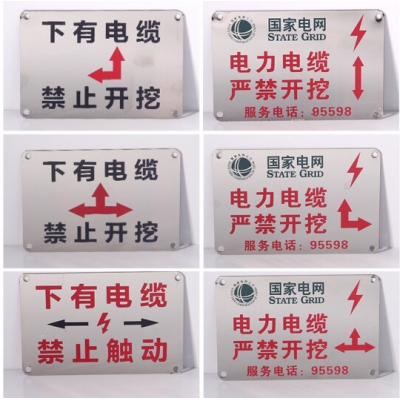 下有电缆
禁止开挖
国家电网
STATE GRID
电力电缆
严禁开挖
服务电话：95598
下有电缆
禁止开挖
国家电网
STATE GRID
电力电缆
严禁开挖
服务电话：95598
下有电缆
禁止触动
国家电网
STATE GRID
电力电缆
严禁开挖
服务电话：95598